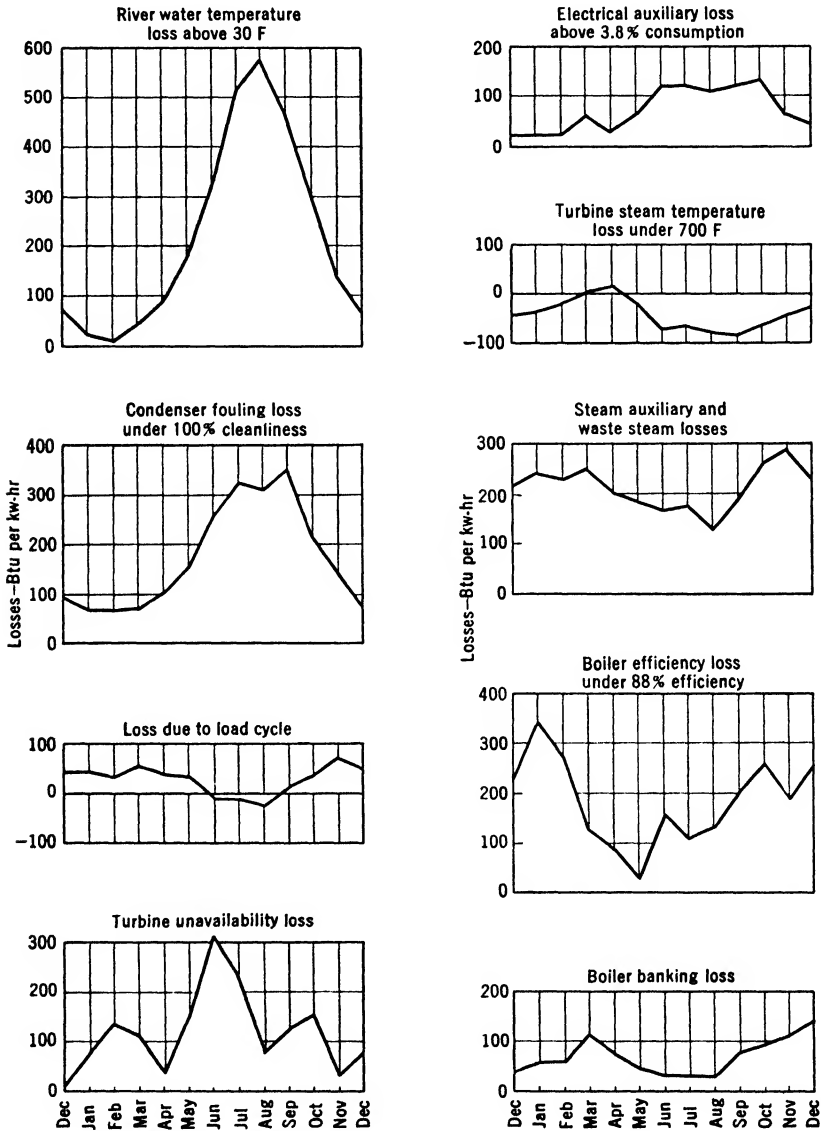 River water temperature
loss above 30 F
600
500
400
300
200
100
0
Condenser fouling loss
under 100% cleanliness
400
300
200
100
0
Losses–Btu per kw-hr
Loss due to load cycle
100
0
−100
Turbine unavailability loss
300
200
100
0
Dec
Jan
Feb
Mar
Apr
May
Jun
Jul
Aug
Sep
Oct
Nov
Dec
Electrical auxiliary loss
above 3.8% consumption
200
100
0
Turbine steam temperature
loss under 700 F
100
0
−100
Steam auxiliary and
waste steam losses
300
200
100
0
Losses–Btu per kw-hr
Boiler efficiency loss
under 88% efficiency
400
300
200
100
0
Boiler banking loss
200
100
0
Dec
Jan
Feb
Mar
Apr
May
Jun
Jul
Aug
Sep
Oct
Nov
Dec